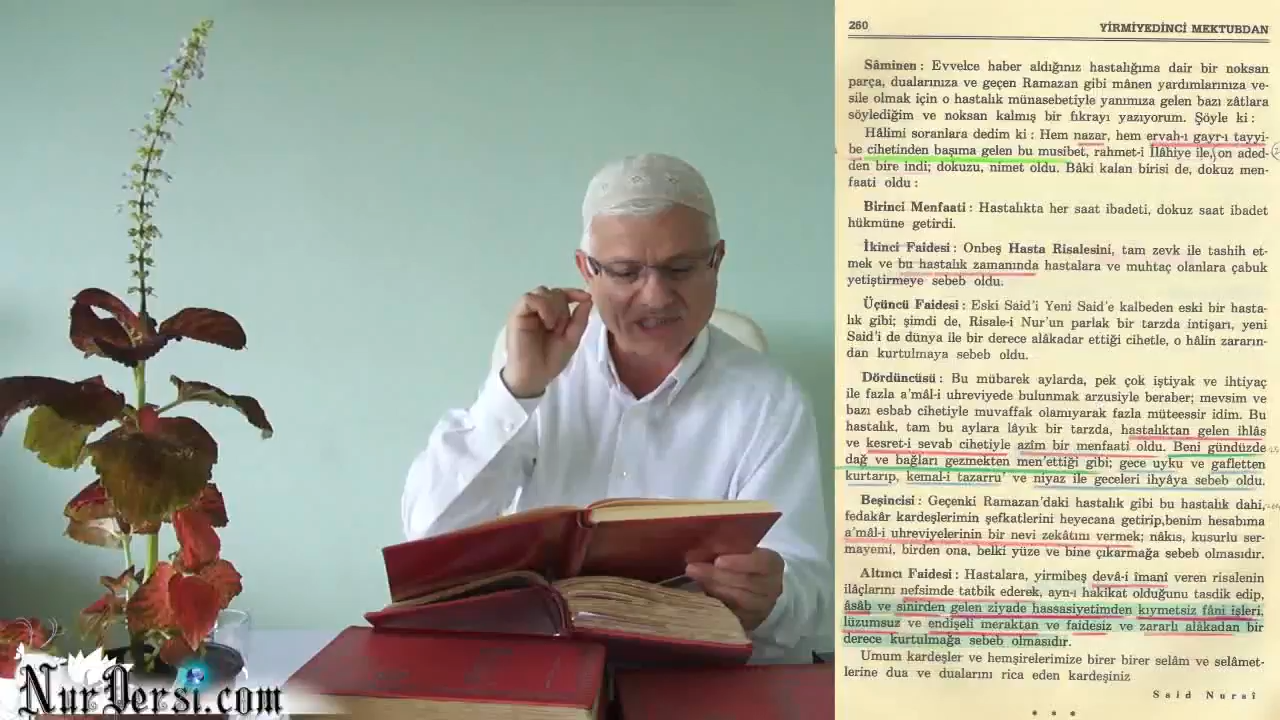 260
YİRMİYEDİNCİ MEKTUBDAN
Sâminen : Evvelce haber aldığınız hastalığıma dair bir noksan
parça, dualarınıza ve geçen Ramazan gibi mânen yardımlarınıza ve-
sile olmak için o hastalık münasebetiyle yanımıza gelen bazı zâtlara
söylediğim ve noksan kalmış bir fıkrayı yazıyorum. Şöyle ki :
Hâlimi soranlara dedim ki : Hem nazar, hem ervah-ı gayr-ı tayyi-
be cihetinden başıma gelen bu musibet, rahmet-i İlâhiye ile, on aded-
den bire indi; dokuzu, nimet oldu. Bâki kalan birisi de, dokuz men-
faati oldu :
Birinci Menfaati : Hastalıkta her saat ibadeti, dokuz saat ibadet
hükmüne getirdi.
İkinci Faidesi : Onbeş Hasta Risalesini, tam zevk ile tashih et-
mek ve bu hastalık zamanında hastalara ve muhtaç olanlara çabuk
yetiştirmeye sebeb oldu.
Üçüncü Faidesi : Eski Said'i Yeni Said'e kalbeden eski bir hasta-
lık gibi; şimdi de, Risale-i Nur'un parlak bir tarzda intişarı, yeni
Said'i de dünya ile bir derece alâkadar ettiği cihetle, o hâlin zararın-
dan kurtulmaya sebeb oldu.
Dördüncüsü : Bu mübarek aylarda, pek çok iştiyak ve ihtiyaç
ile fazla a'mâl-i uhreviyede bulunmak arzusiyle beraber; mevsim ve
bazı esbab cihetiyle muvaffak olamıyarak fazla müteessir idim. Bu
hastalık, tam bu aylara lâyık bir tarzda, hastalıktan gelen ihlâs
ve kesret-i sevab cihetiyle azîm bir menfaati oldu. Beni gündüzde
dağ ve bağları gezmekten men'ettiği gibi; gece uyku ve gafletten
kurtarıp, kemal-i tazarru' ve niyaz ile geceleri ihyâya sebeb oldu.
Beşincisi : Geçenki Ramazan'daki hastalık gibi bu hastalık dahi,
fedakâr kardeşlerimin şefkatlerini heyecana getirip,benim hesabıma
a'mâl-i uhreviyelerinin bir nevi zekâtını vermek; nâkıs, kusurlu ser-
mayemi, birden ona, belki yüze ve bine çıkarmağa sebeb olmasıdır.
Altıncı Faidesi : Hastalara, yirmibeş devâ-i îmanî veren risalenin
ilâçlarını nefsimde tatbik ederek, ayn-ı hakikat olduğunu tasdik edip,
âsâb ve sinirden gelen ziyade hassasiyetimden kıymetsiz fâni işleri,
lüzumsuz ve endişeli meraktan ve faidesiz ve zararlı alâkadan bir
derece kurtulmağa sebeb olmasıdır.
Umum kardeşler ve hemşirelerimize birer birer selâm ve selâmet-
lerine dua ve dualarını rica eden kardeşiniz
Said Nursî
* * *
NurDersi.com